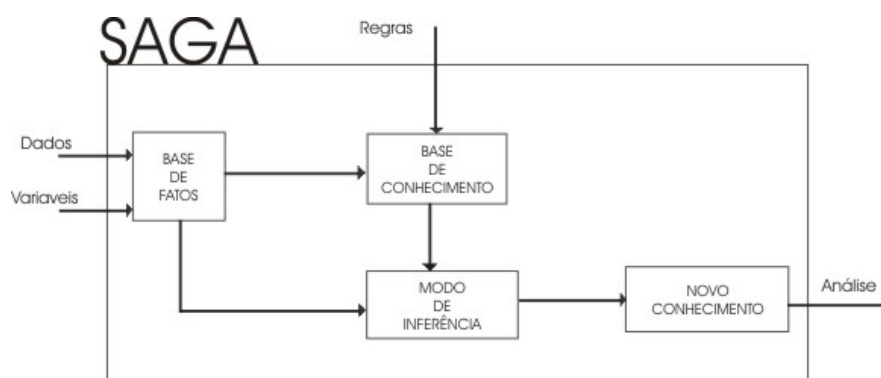 SAGA
Regras
Dados
Variaveis
BASE
DE
FATOS
BASE
DE
CONHECIMENTO
MODO
DE
INFERÊNCIA
NOVO
CONHECIMENTO
Análise